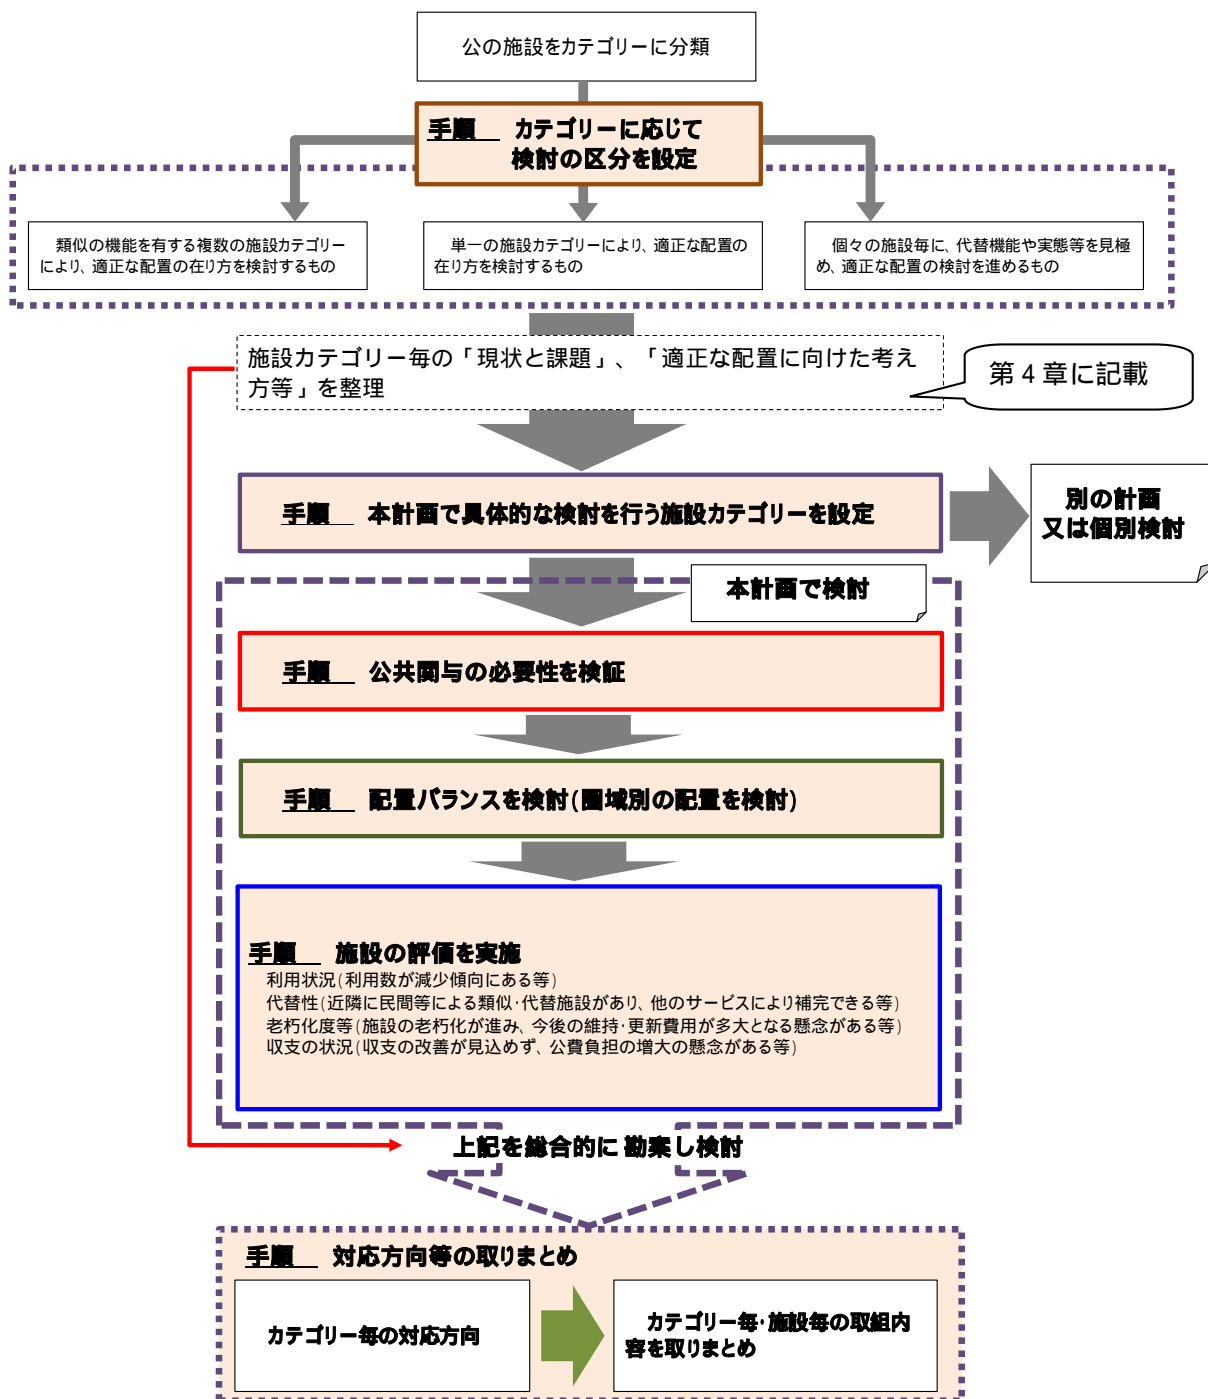 公の施設をカテゴリーに分類
手順　カテゴリーに応じて
検討の区分を設定
類似の機能を有する複数の施設カテゴリー
により、適正な配置の在り方を検討するもの
単一の施設カテゴリーにより、適正な配置の
在り方を検討するもの
個々の施設毎に、代替機能や実態等を見極
め、適正な配置の検討を進めるもの
施設カテゴリー毎の「現状と課題」、「適正な配置に向けた考え
方等」を整理
第４章に記載
手順　本計画で具体的な検討を行う施設カテゴリーを設定
別の計画
又は個別検討
本計画で検討
手順　公共関与の必要性を検証
手順　配置バランスを検討(圏域別の配置を検討)
手順　施設の評価を実施
利用状況(利用数が減少傾向にある等)
代替性(近隣に民間等による類似・代替施設があり、他のサービスにより補完できる等)
老朽化度等(施設の老朽化が進み、今後の維持・更新費用が多大となる懸念がある等)
収支の状況(収支の改善が見込めず、公費負担の増大の懸念がある等)
上記を総合的に勘案し検討
手順　対応方向等の取りまとめ
カテゴリー毎の対応方向
カテゴリー毎・施設毎の取組内
容を取りまとめ